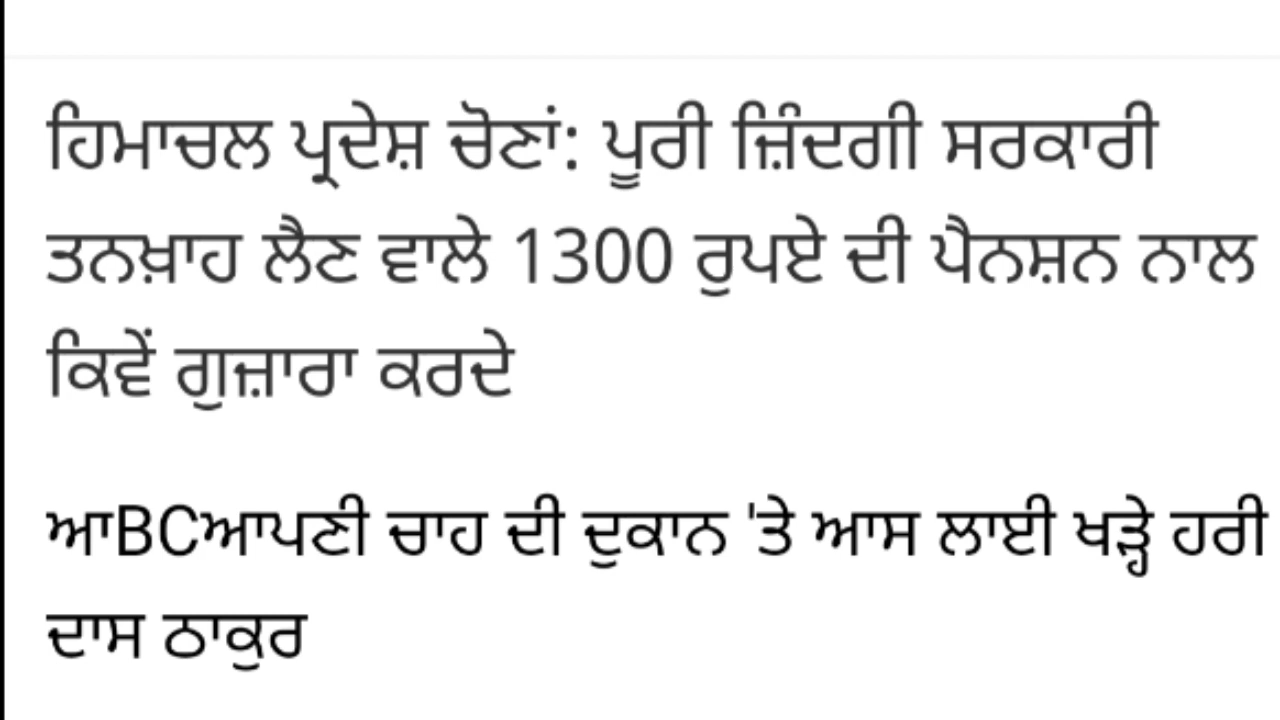 ਹਿਮਾਚਲ ਪ੍ਰਦੇਸ਼ ਚੋਣਾਂ: ਪੂਰੀ ਜ਼ਿੰਦਗੀ ਸਰਕਾਰੀ
ਤਨਖ਼ਾਹ ਲੈਣ ਵਾਲੇ 1300 ਰੁਪਏ ਦੀ ਪੈਨਸ਼ਨ ਨਾਲ
ਕਿਵੇਂ ਗੁਜ਼ਾਰਾ ਕਰਦੇ
ਆBCਆਪਣੀ ਚਾਹ ਦੀ ਦੁਕਾਨ 'ਤੇ ਆਸ ਲਾਈ ਖੜ੍ਹੇ ਹਰੀ
ਦਾਸ ਠਾਕੁਰ